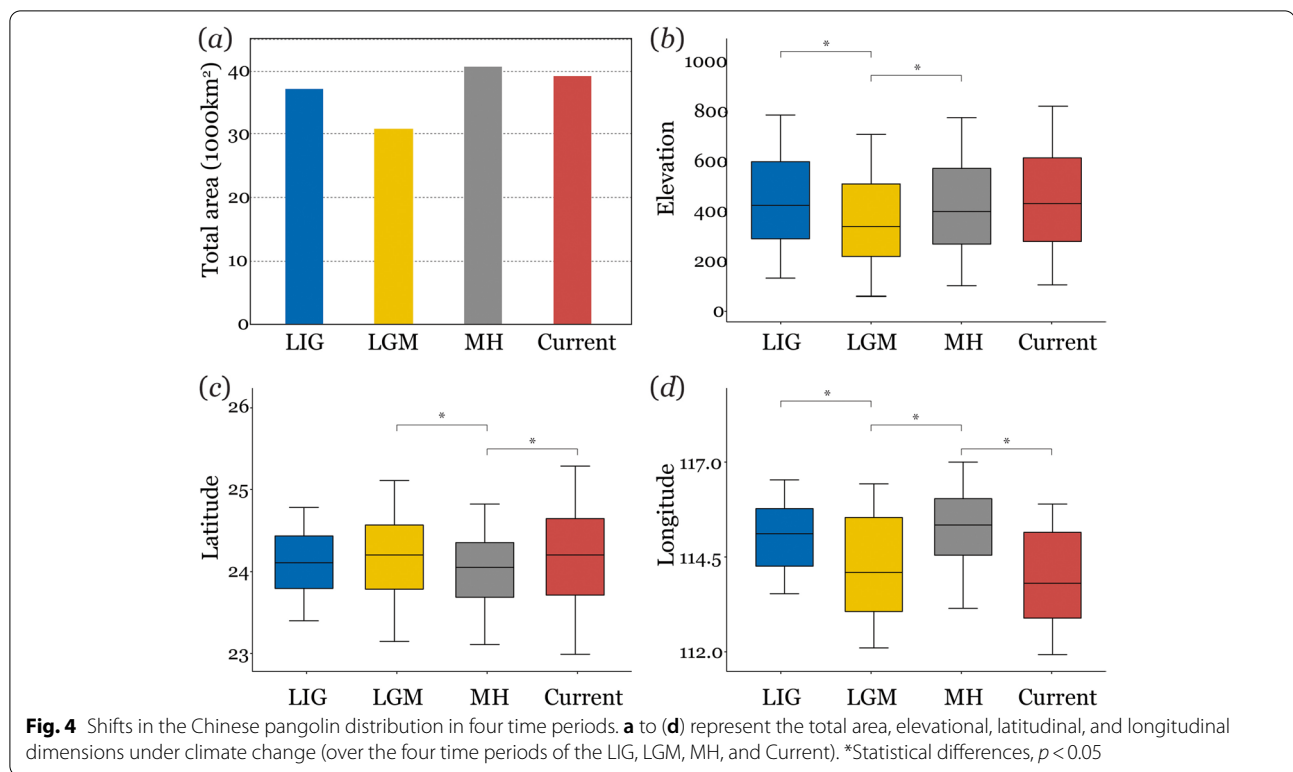 (a)
Total area (1000km²)
40
30
20
10
0
LIG LGM MH Current
(b)
Elevation
1000
800
600
400
200
0
* *
LIG LGM MH Current
(c)
Latitude
26
25
24
23
* *
LIG LGM MH Current
(d)
Longitude
117.0
114.5
112.0
* * *
LIG LGM MH Current
Fig. 4 Shifts in the Chinese pangolin distribution in four time periods. a to (d) represent the total area, elevational, latitudinal, and longitudinal
dimensions under climate change (over the four time periods of the LIG, LGM, MH, and Current). *Statistical differences, p < 0.05